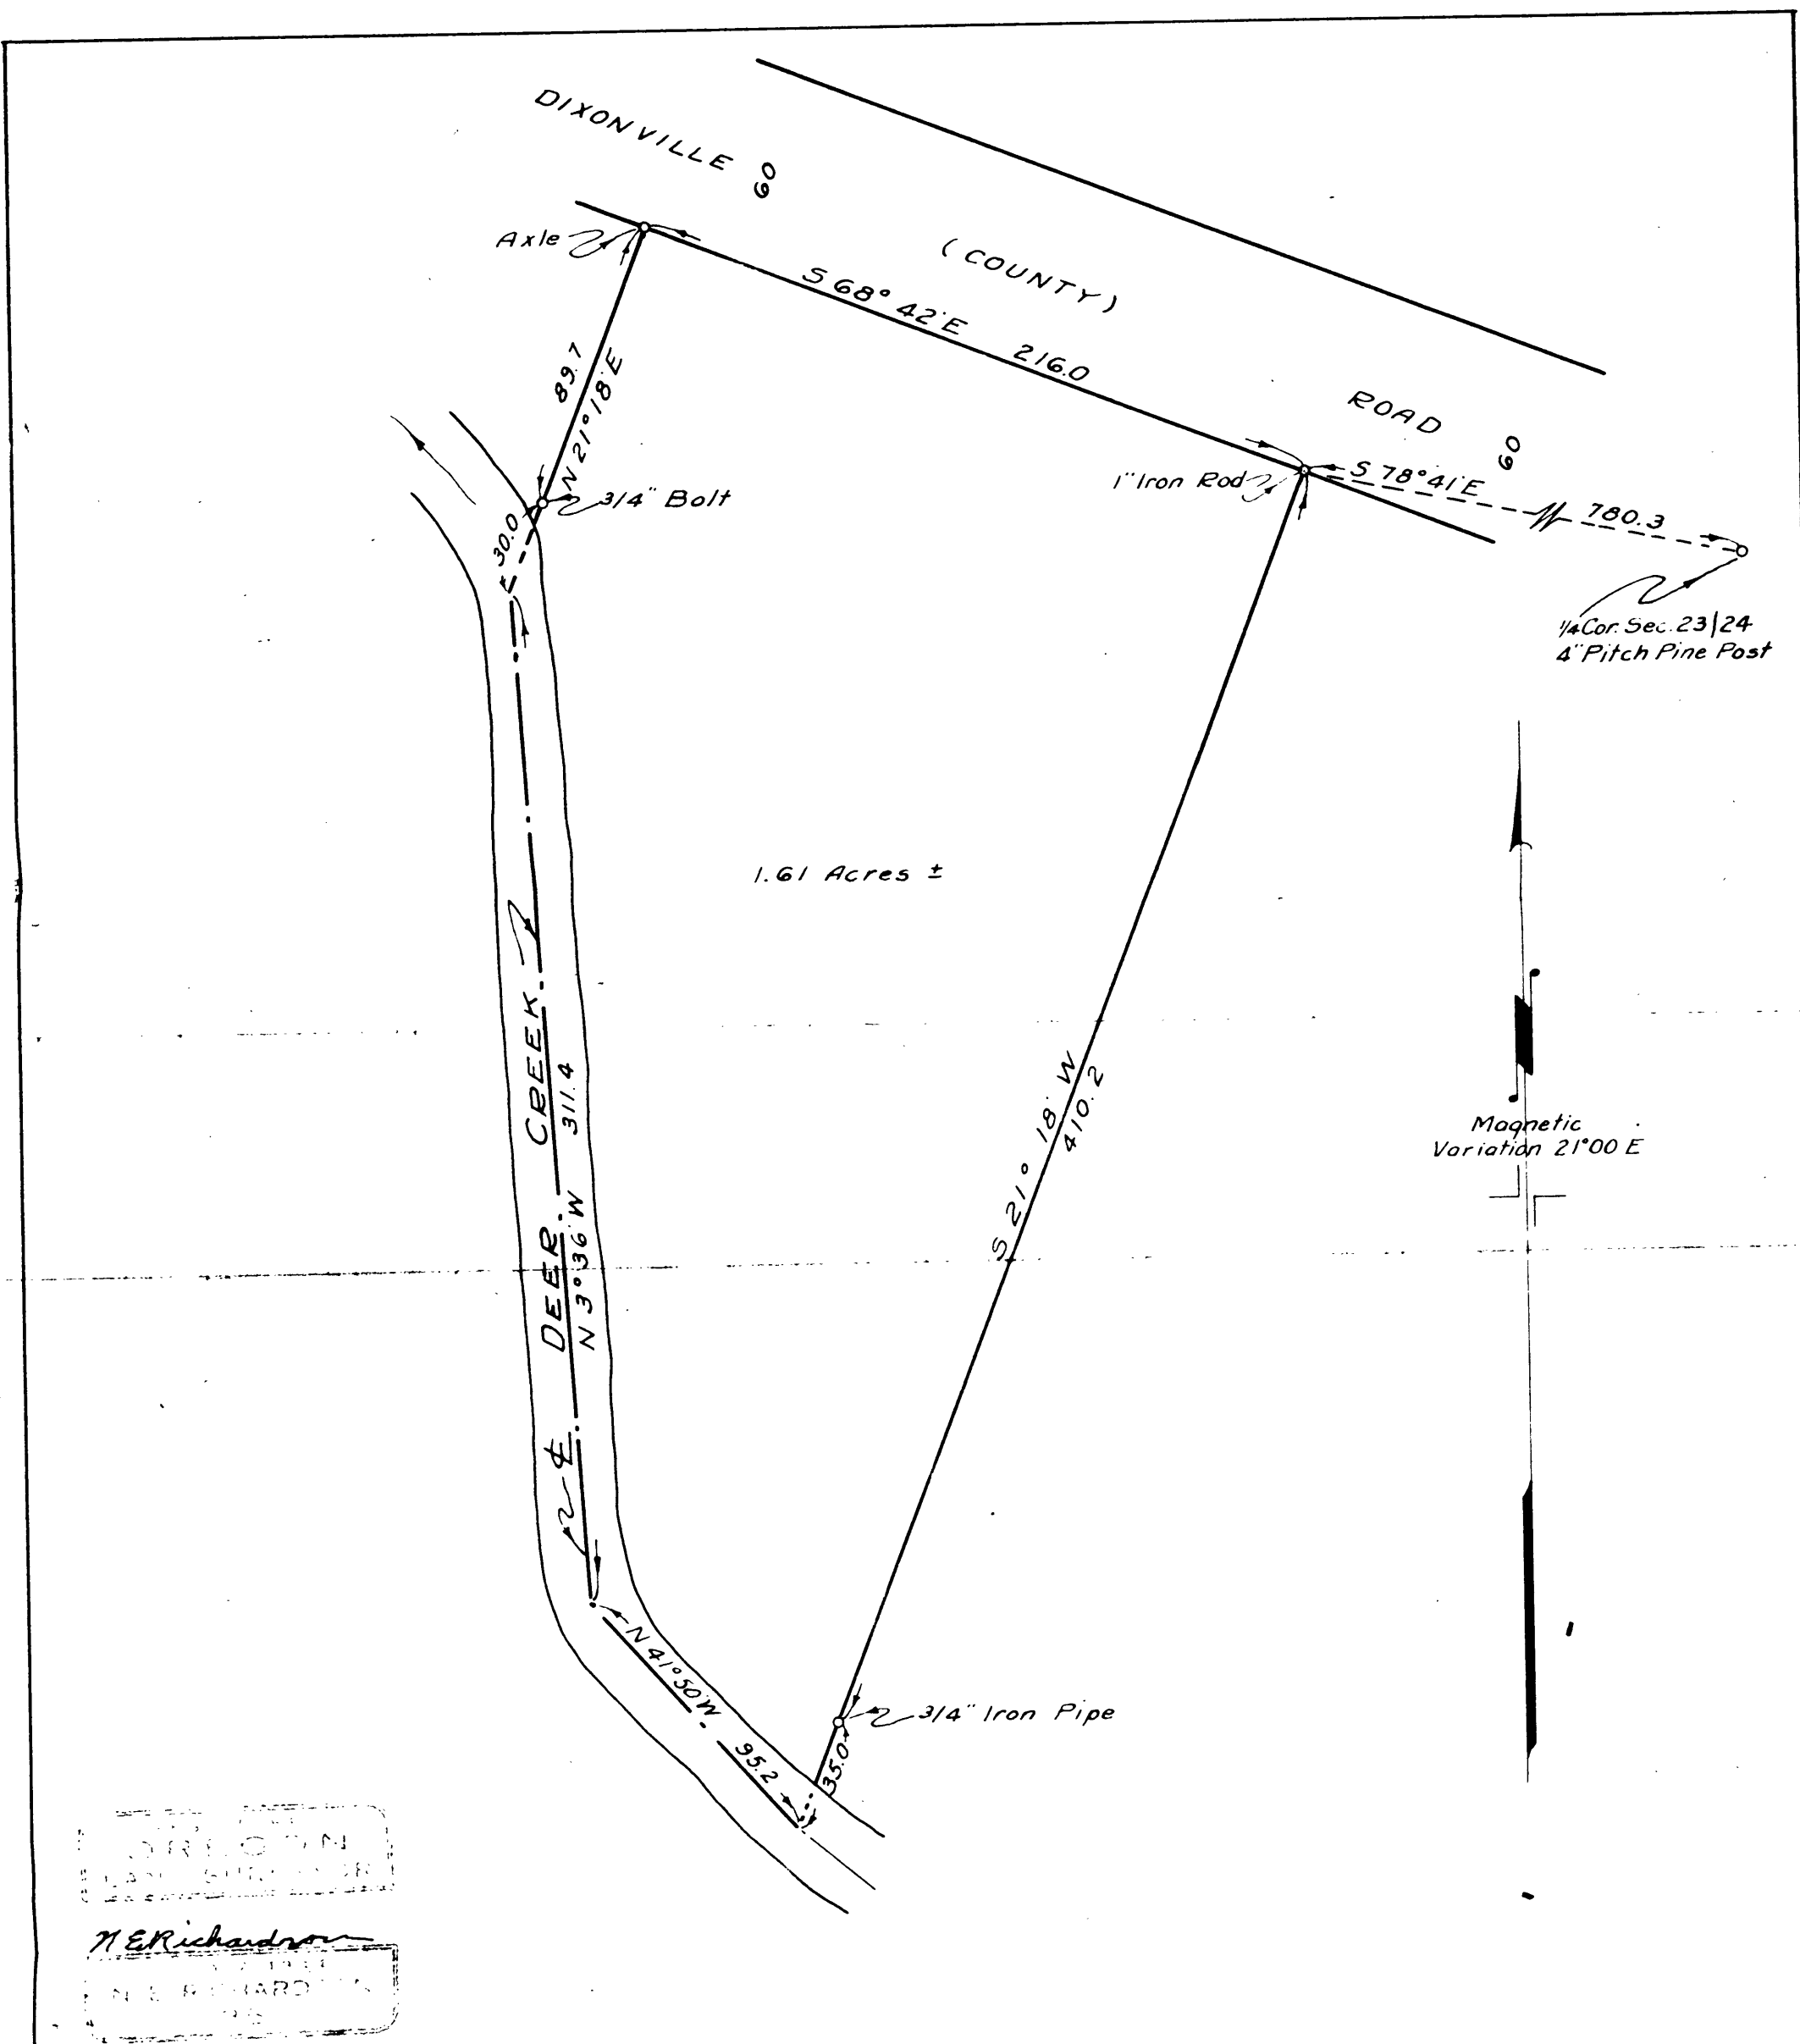 DIXONVILLE
60
(COUNTY)
ROAD
60
Axle
S 68° 42' E
216.0
89.7
N 21° 18' E
3/4" Bolt
30.0
1" Iron Rod
S 78° 41' E
780.3
1/4 Cor. Sec. 23|24
4" Pitch Pine Post
1.61 Acres ±
S 21° 18' W
410.2
Magnetic
Variation 21°00 E
℄ DEER CREEK
N 3° 36' W 311.4
N 41° 50' W
95.2
3/4" Iron Pipe
35.0
N E Richardson